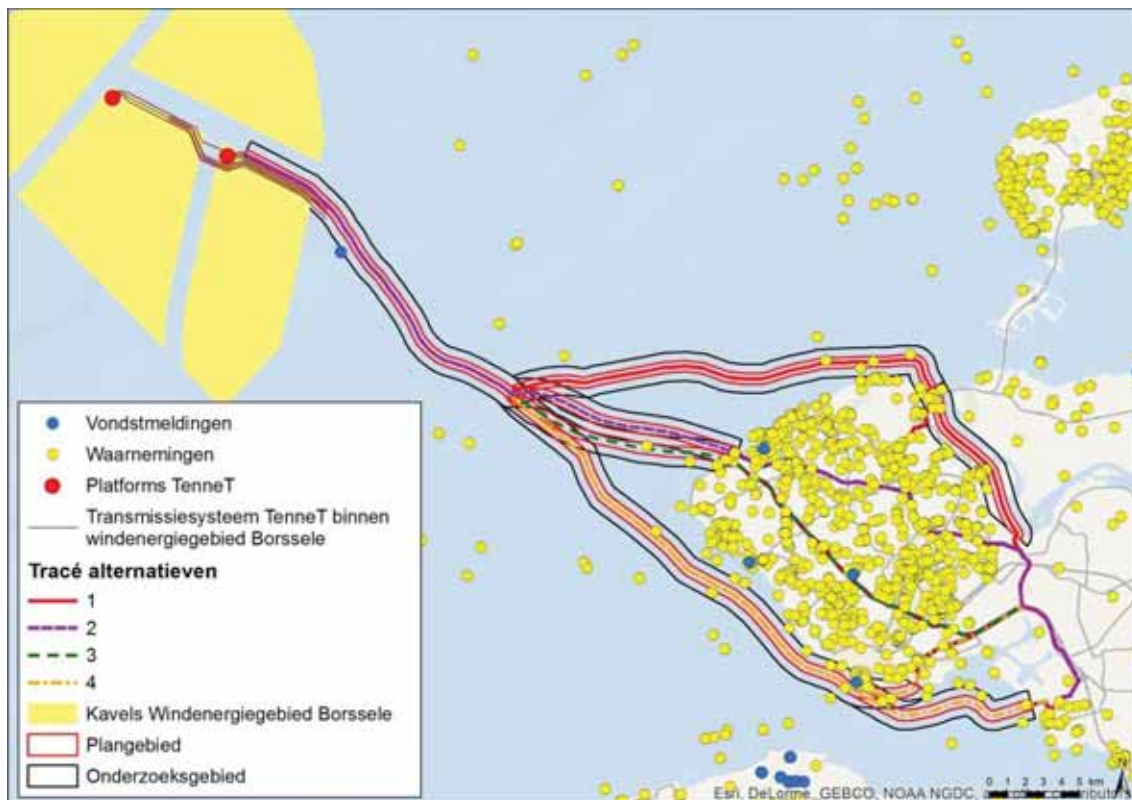 Vondstmeldingen
Waarnemingen
Platforms TenneT
Transmissiesysteem TenneT binnen
windenergiegebied Borssele
Tracé alternatieven
1
2
3
4
Kavels Windenergiegebied Borssele
Plangebied
Onderzoeksgebied
N
0 1 2 3 4 5 km
Esri, DeLorme, GEBCO, NOAA NGDC,